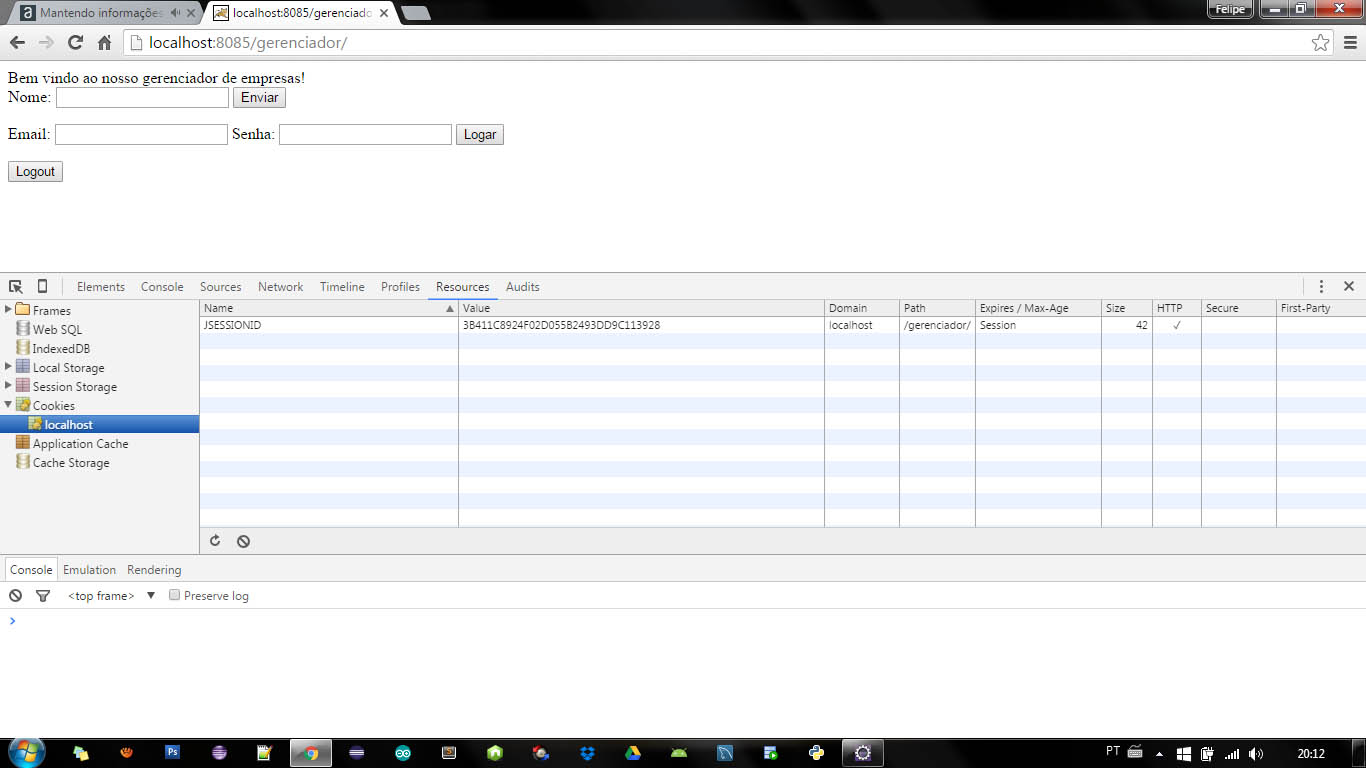 Mantendo informações
localhost:8085/gerenciado
Felipe
localhost:8085/gerenciador/
Bem vindo ao nosso gerenciador de empresas!
Nome: Enviar
Email: Senha: Logar
Logout
Elements Console Sources Network Timeline Profiles Resources Audits
Frames
Web SQL
IndexedDB
Local Storage
Session Storage
Cookies
localhost
Application Cache
Cache Storage
Name Value Domain Path Expires / Max-Age Size HTTP Secure First-Party
JSESSIONID 3B411C8924F02D055B2493DD9C113928 localhost /gerenciador/ Session 42 ✓
Console Emulation Rendering
<top frame> Preserve log
PT 20:12